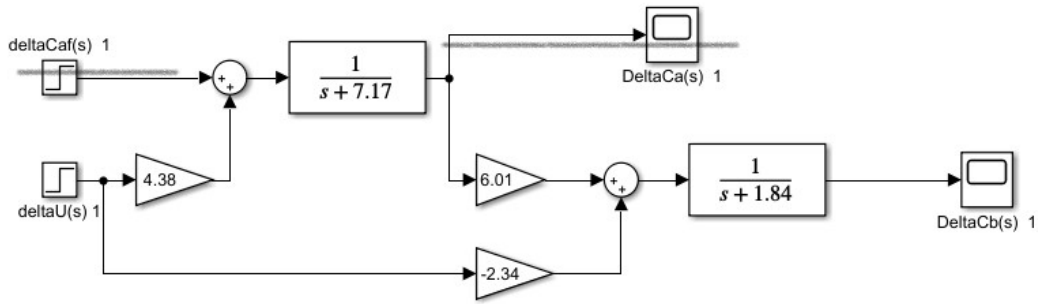 deltaCaf(s) 1
+
+
1
s + 7.17
DeltaCa(s) 1
deltaU(s) 1
4.38
6.01
+
+
1
s + 1.84
DeltaCb(s) 1
-2.34